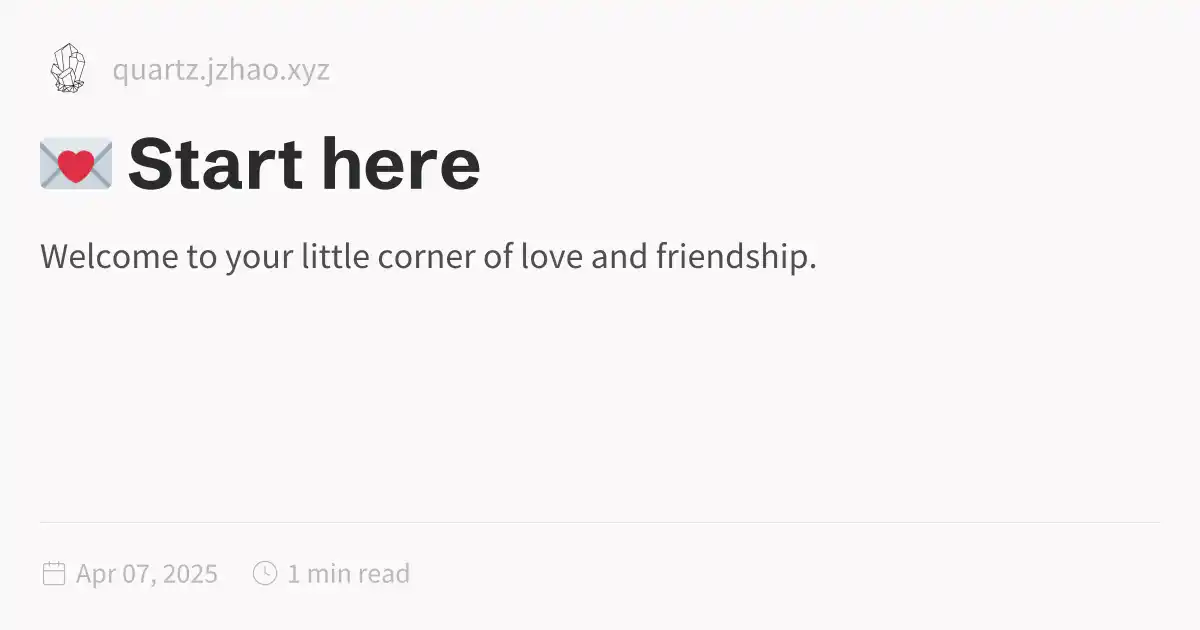 quartz.jzhao.xyz
💌 Start here
Welcome to your little corner of love and friendship.
Apr 07, 2025 1 min read